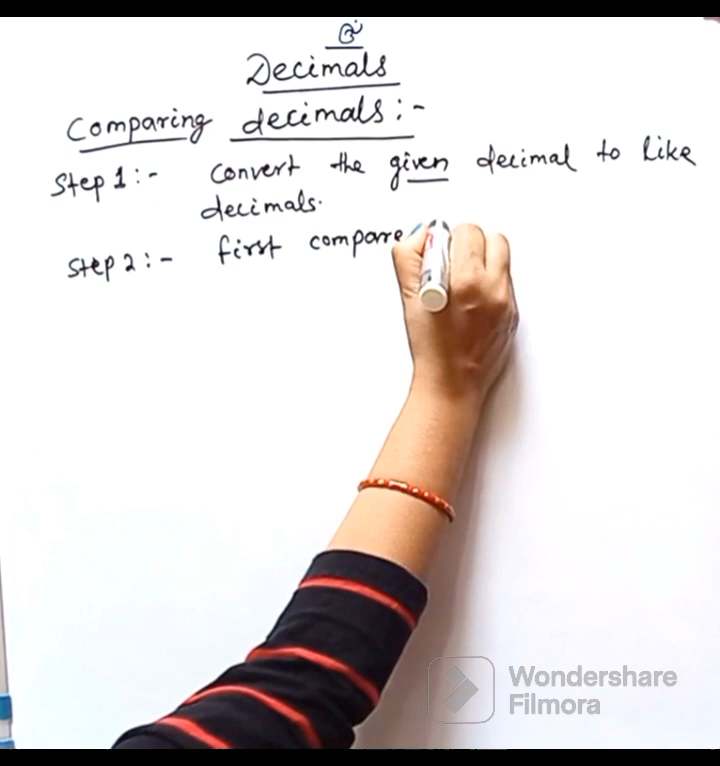 Decimals
Comparing decimals:-
Step 1:- Convert the given decimal to like
decimals.
Step 2:- first compare
Wondershare
Filmora